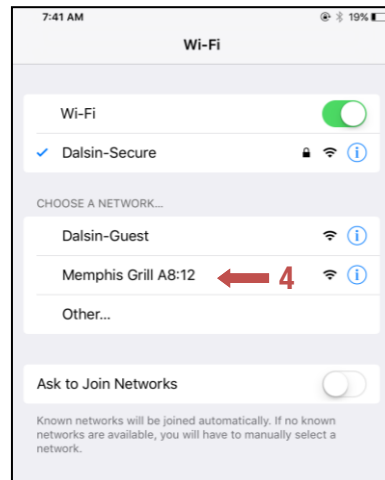 7:41 AM 19%
Wi-Fi
Wi-Fi
Dalsin-Secure
CHOOSE A NETWORK...
Dalsin-Guest
Memphis Grill A8:12 4
Other...
Ask to Join Networks
Known networks will be joined automatically. If no known
networks are available, you will have to manually select a
network.